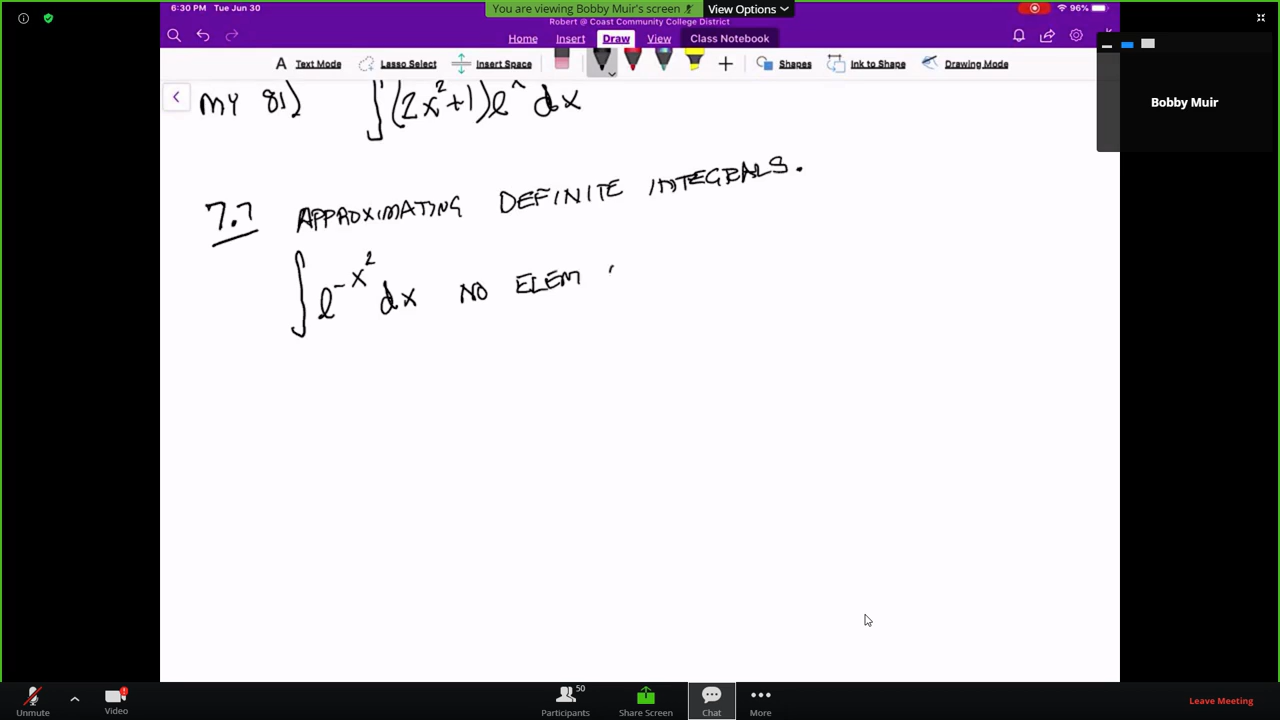 6:30 PM Tue Jun 30
You are viewing Bobby Muir's screen
View Options
96%
Robert @ Coast Community College District
Home Insert Draw View Class Notebook
Text Mode Lasso Select Insert Space Shapes Ink to Shape Drawing Mode
Bobby Muir
MY 81) ∫(2x²+1)e^ dx
7.7 APPROXIMATING DEFINITE INTEGRALS.
∫e^-x² dx NO ELEM
Unmute Video Participants 50 Share Screen Chat More Leave Meeting